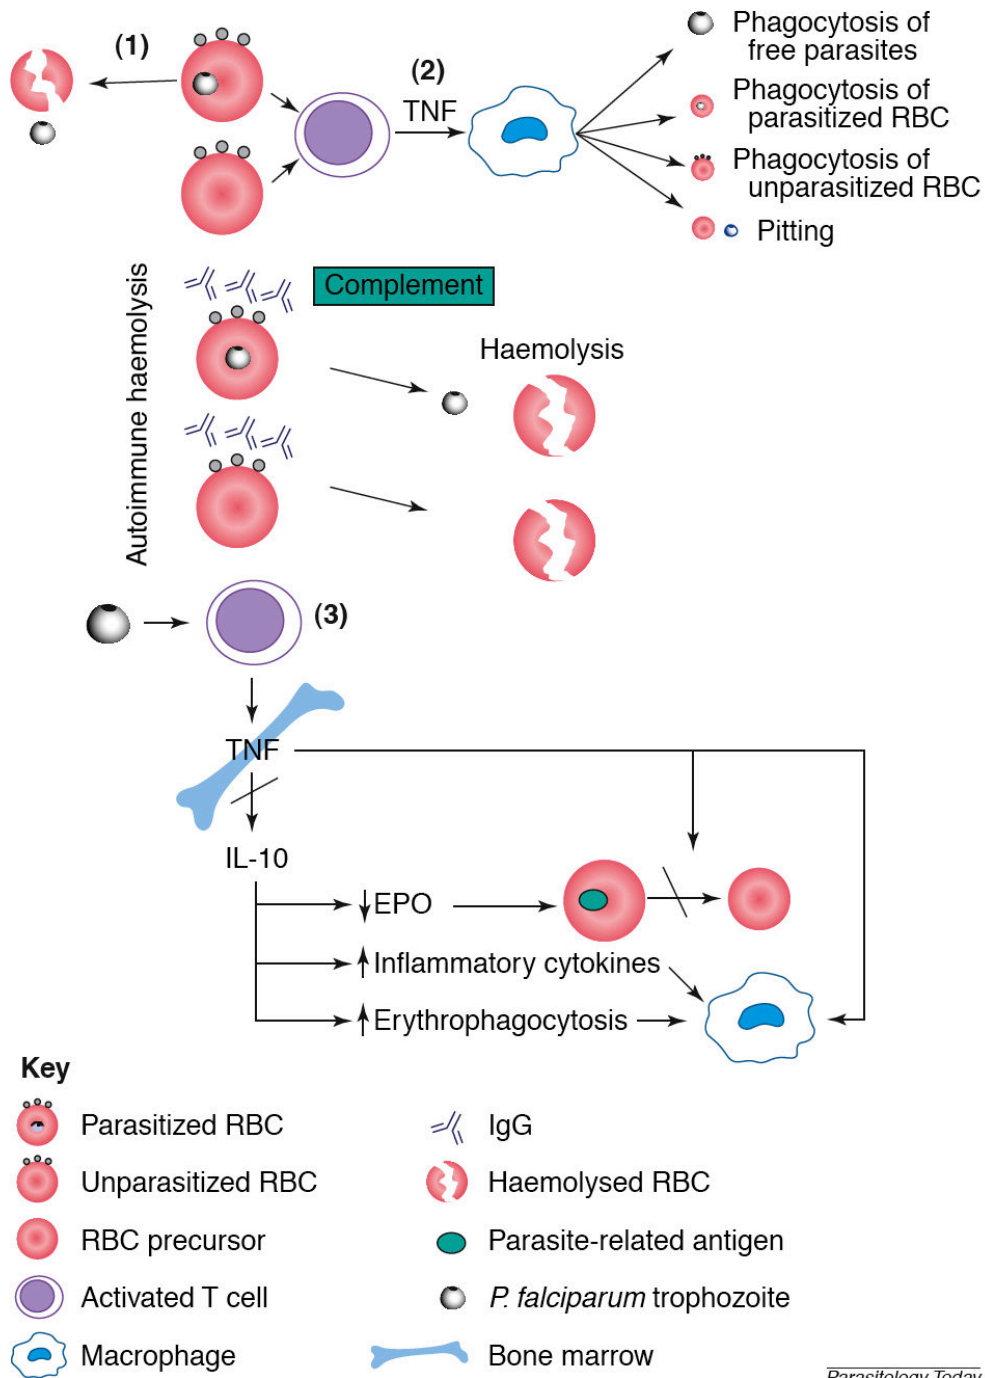 (1)
(2)
TNF
Phagocytosis of
free parasites
Phagocytosis of
parasitized RBC
Phagocytosis of
unparasitized RBC
Pitting
Autoimmune haemolysis
Complement
Haemolysis
(3)
TNF
IL-10
EPO
Inflammatory cytokines
Erythrophagocytosis
Key
Parasitized RBC
IgG
Unparasitized RBC
Haemolysed RBC
RBC precursor
Parasite-related antigen
Activated T cell
P. falciparum trophozoite
Macrophage
Bone marrow
Parasitology Today